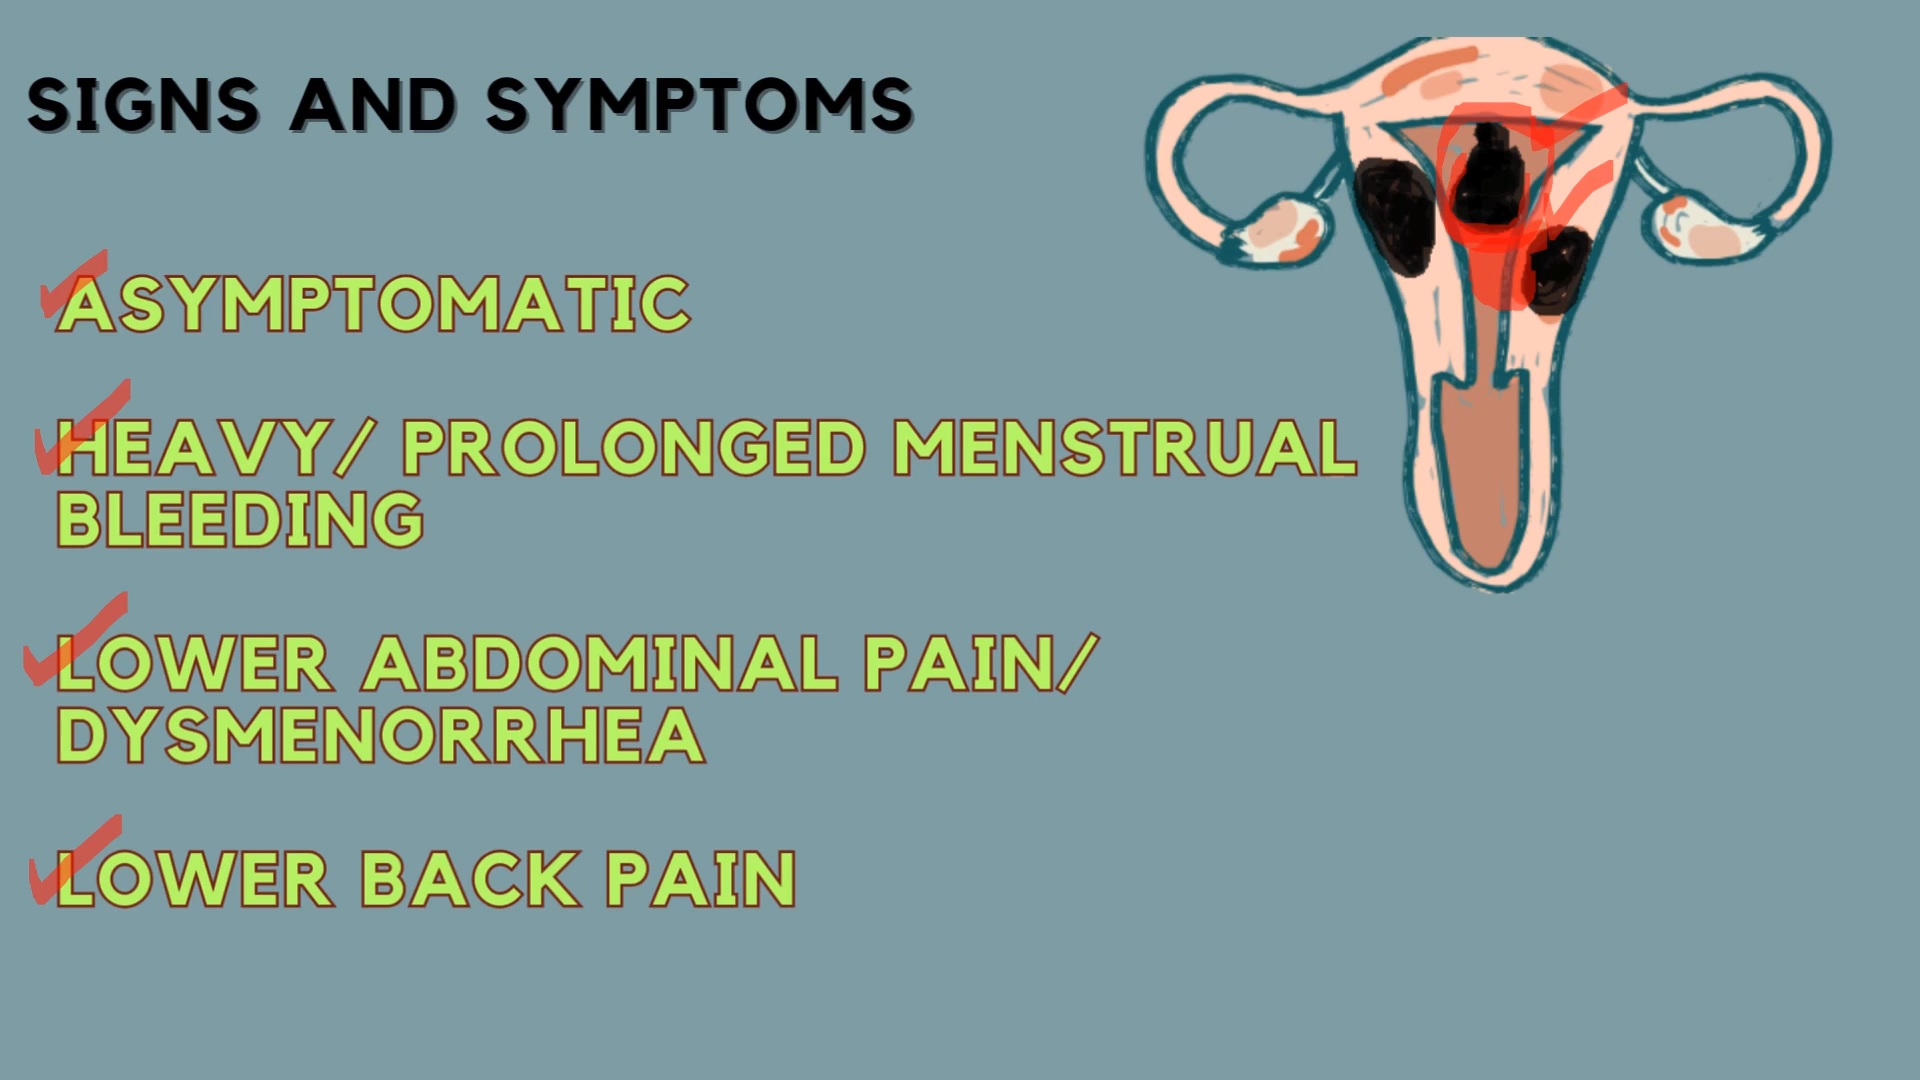 SIGNS AND SYMPTOMS
ASYMPTOMATIC
HEAVY/ PROLONGED MENSTRUAL
BLEEDING
LOWER ABDOMINAL PAIN/
DYSMENORRHEA
LOWER BACK PAIN